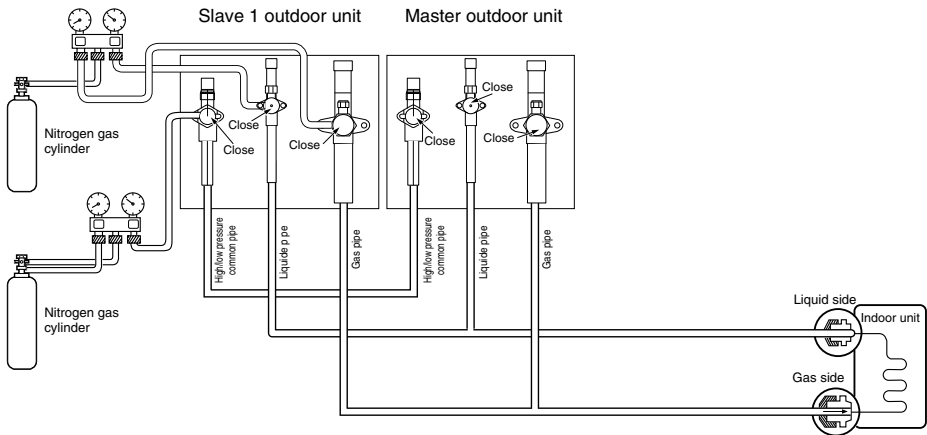 Slave 1 outdoor unit
Master outdoor unit
Nitrogen gas
cylinder
Close
Close
Close
Close
Close
Close
Nitrogen gas
cylinder
High/low pressure
common pipe
Liquide p pe
Gas pipe
High/low pressure
common pipe
Liquide pipe
Gas pipe
Liquid side
Indoor unit
Gas side